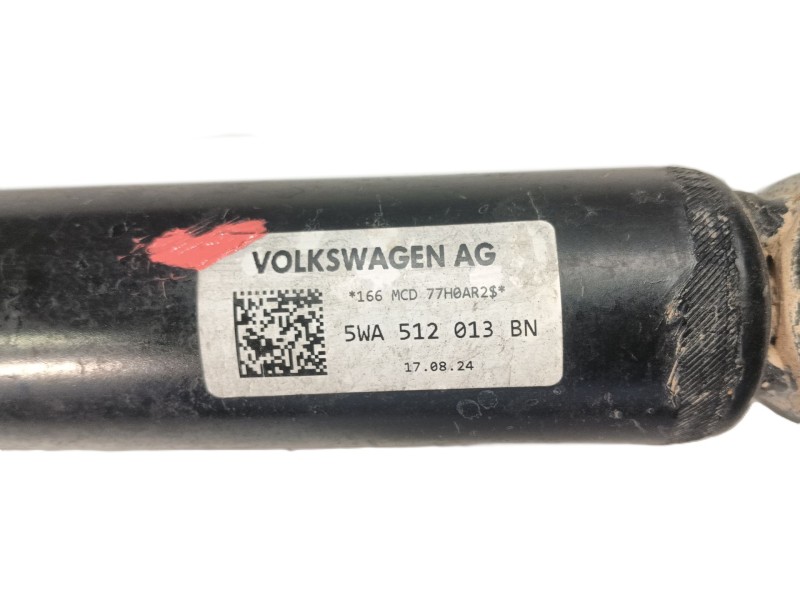 VOLKSWAGEN AG
*166 MCD 77H0AR2$*
5WA 512 013 BN
17.08.24